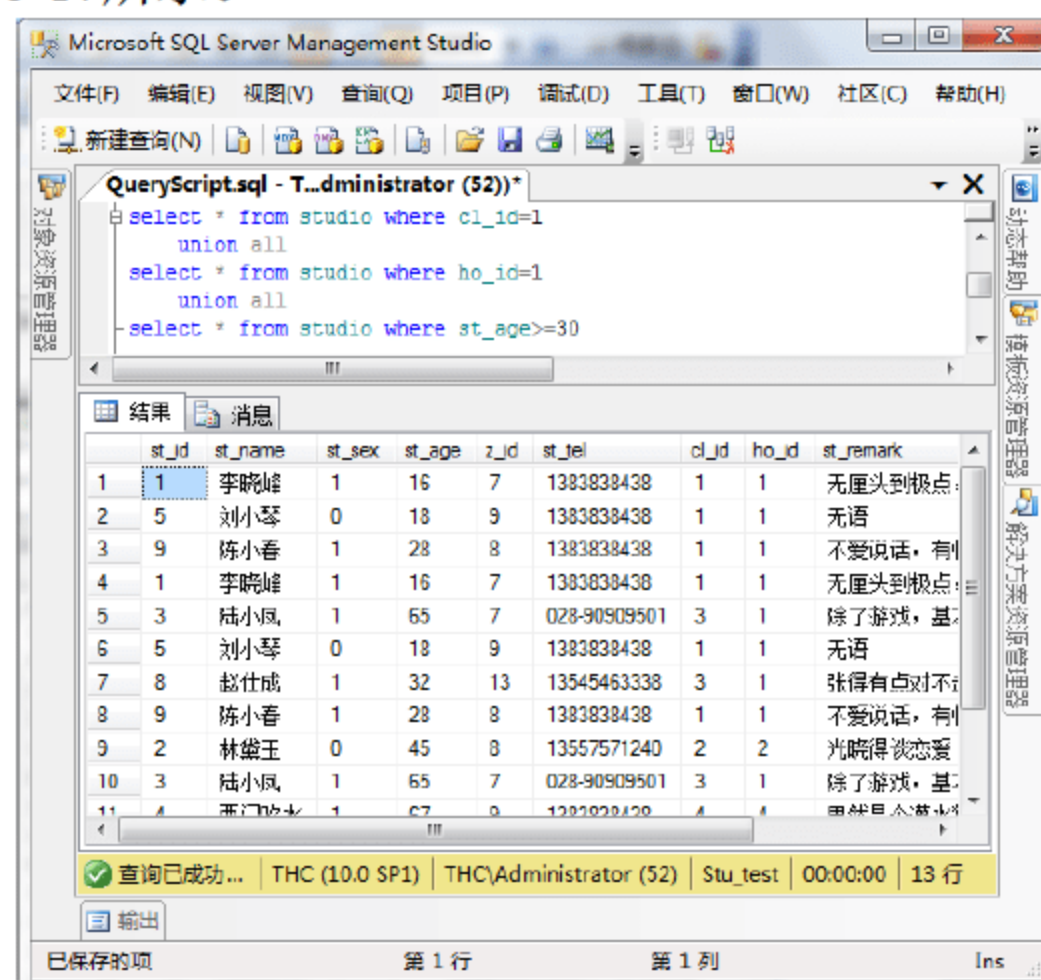 Microsoft SQL Server Management Studio
文件(F) 编辑(E) 视图(V) 查询(Q) 项目(P) 调试(D) 工具(T) 窗口(W) 社区(C) 帮助(H)
新建查询(N)
QueryScript.sql - T...dministrator (52))*
对象资源管理器
select * from studio where cl_id=1
union all
select * from studio where ho_id=1
union all
select * from studio where st_age>=30
动态帮助
模板资源管理器
解决方案资源管理器
结果 消息
st_id st_name st_sex st_age z_id st_tel cl_id ho_id st_remark
1 1 李晓峰 1 16 7 1383838438 1 1 无厘头到极点
2 5 刘小琴 0 18 9 1383838438 1 1 无语
3 9 陈小春 1 28 8 1383838438 1 1 不爱说话，有
4 1 李晓峰 1 16 7 1383838438 1 1 无厘头到极点
5 3 陆小凤 1 65 7 028-90909501 3 1 除了游戏，基
6 5 刘小琴 0 18 9 1383838438 1 1 无语
7 8 赵仕成 1 32 13 13545463338 3 1 张得有点对不
8 9 陈小春 1 28 8 1383838438 1 1 不爱说话，有
9 2 林黛玉 0 45 8 13557571240 2 2 光晓得谈恋爱
10 3 陆小凤 1 65 7 028-90909501 3 1 除了游戏，基
查询已成功... THC (10.0 SP1) THC\Administrator (52) Stu_test 00:00:00 13 行
输出
已保存的项 第 1 行 第 1 列 Ins